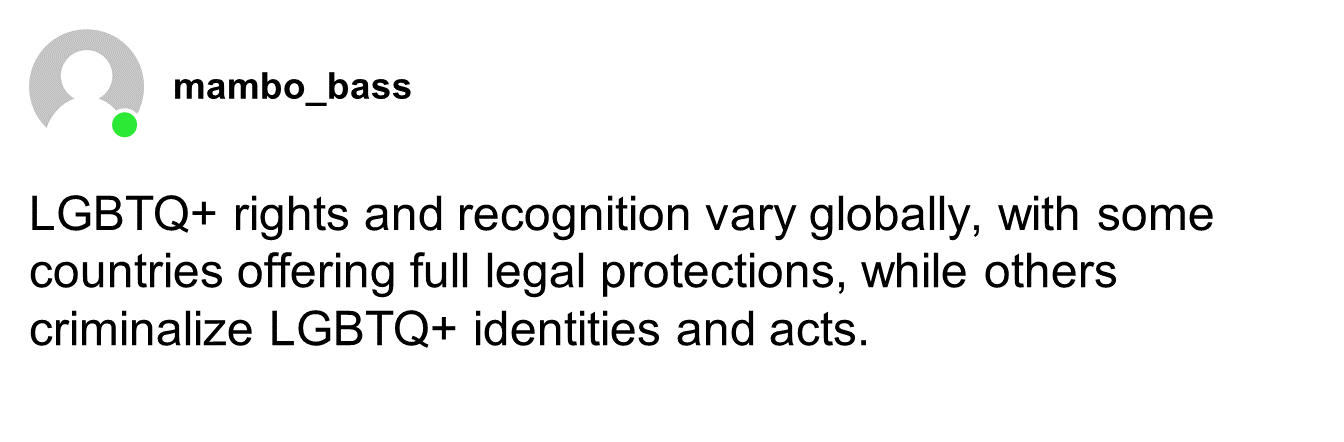 mambo_bass
LGBTQ+ rights and recognition vary globally, with some
countries offering full legal protections, while others
criminalize LGBTQ+ identities and acts.